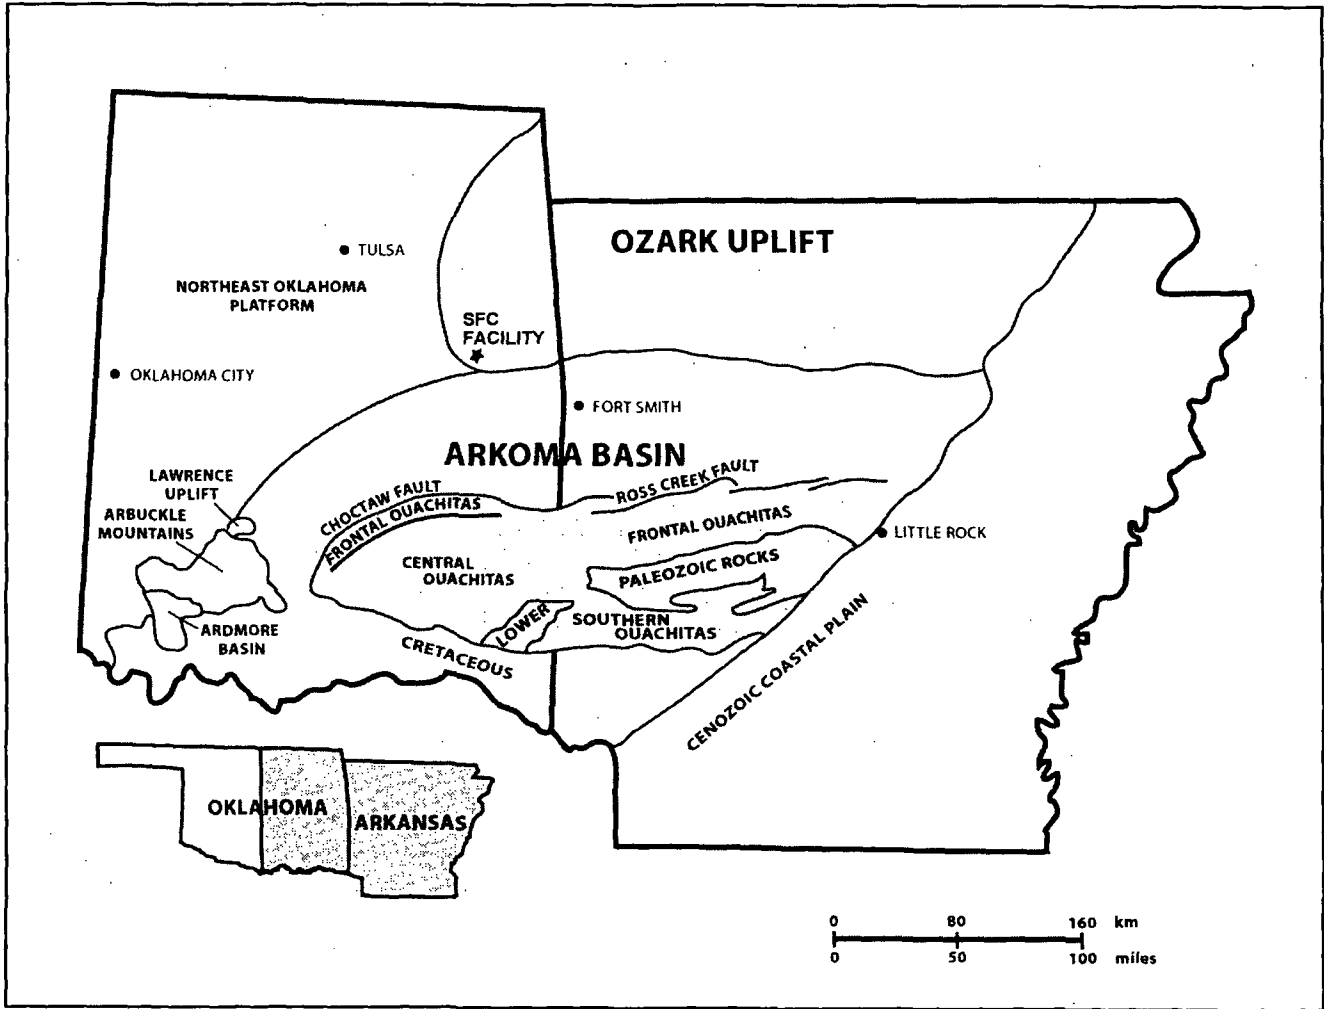 OZARK UPLIFT
TULSA
NORTHEAST OKLAHOMA
PLATFORM
SFC
FACILITY
OKLAHOMA CITY
FORT SMITH
ARKOMA BASIN
LAWRENCE
UPLIFT
ARBUCKLE
MOUNTAINS
CHOCTAW FAULT
FRONTAL OUACHITAS
ROSS CREEK FAULT
FRONTAL OUACHITAS
LITTLE ROCK
CENTRAL
OUACHITAS
PALEOZOIC ROCKS
LOWER
SOUTHERN
OUACHITAS
ARDMORE
BASIN
CRETACEOUS
CENOZOIC COASTAL PLAIN
OKLAHOMA
ARKANSAS
0 80 160 km
0 50 100 miles